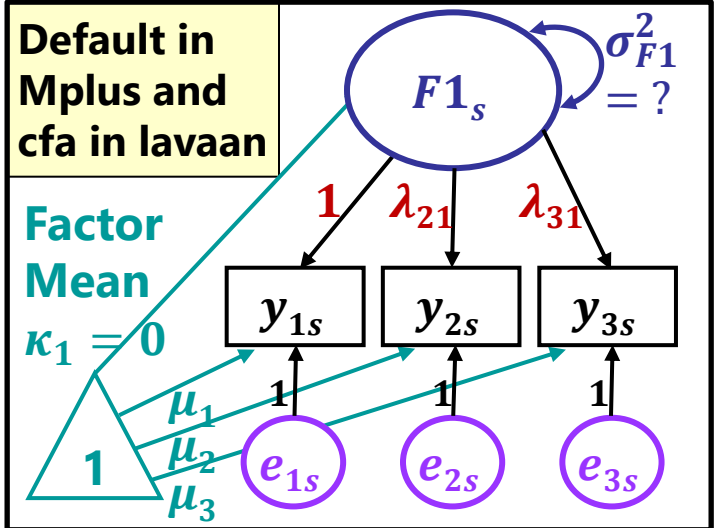 Default in
Mplus and
cfa in lavaan
F1ₛ
σ²_F1
= ?
Factor
Mean
κ₁ = 0
1
λ₂₁
λ₃₁
y₁ₛ
y₂ₛ
y₃ₛ
1
1
1
μ₁
μ₂
μ₃
1
e₁ₛ
e₂ₛ
e₃ₛ